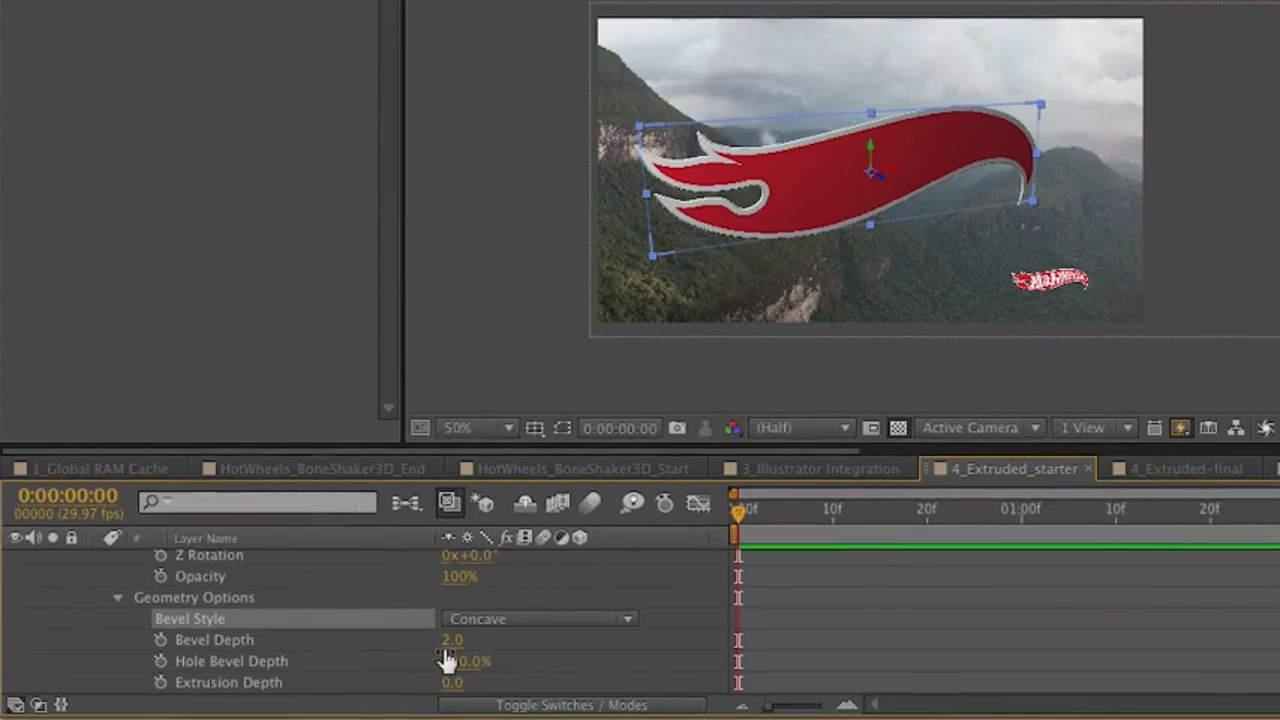 50%
0:00:00:00
(Half)
Active Camera
1 View
1_Global RAM Cache
HotWheels_BoneShaker3D_End
HotWheels_BoneShaker3D_Start
3_Illustrator Integration
4_Extruded_starter
4_Extruded-final
0:00:00:00
00000 (29.97 fps)
10f
20f
01:00f
10f
20f
#
Layer Name
fx
Z Rotation
0x+0.0°
Opacity
100%
Geometry Options
Bevel Style
Concave
Bevel Depth
2.0
Hole Bevel Depth
Extrusion Depth
0.0
Toggle Switches / Modes